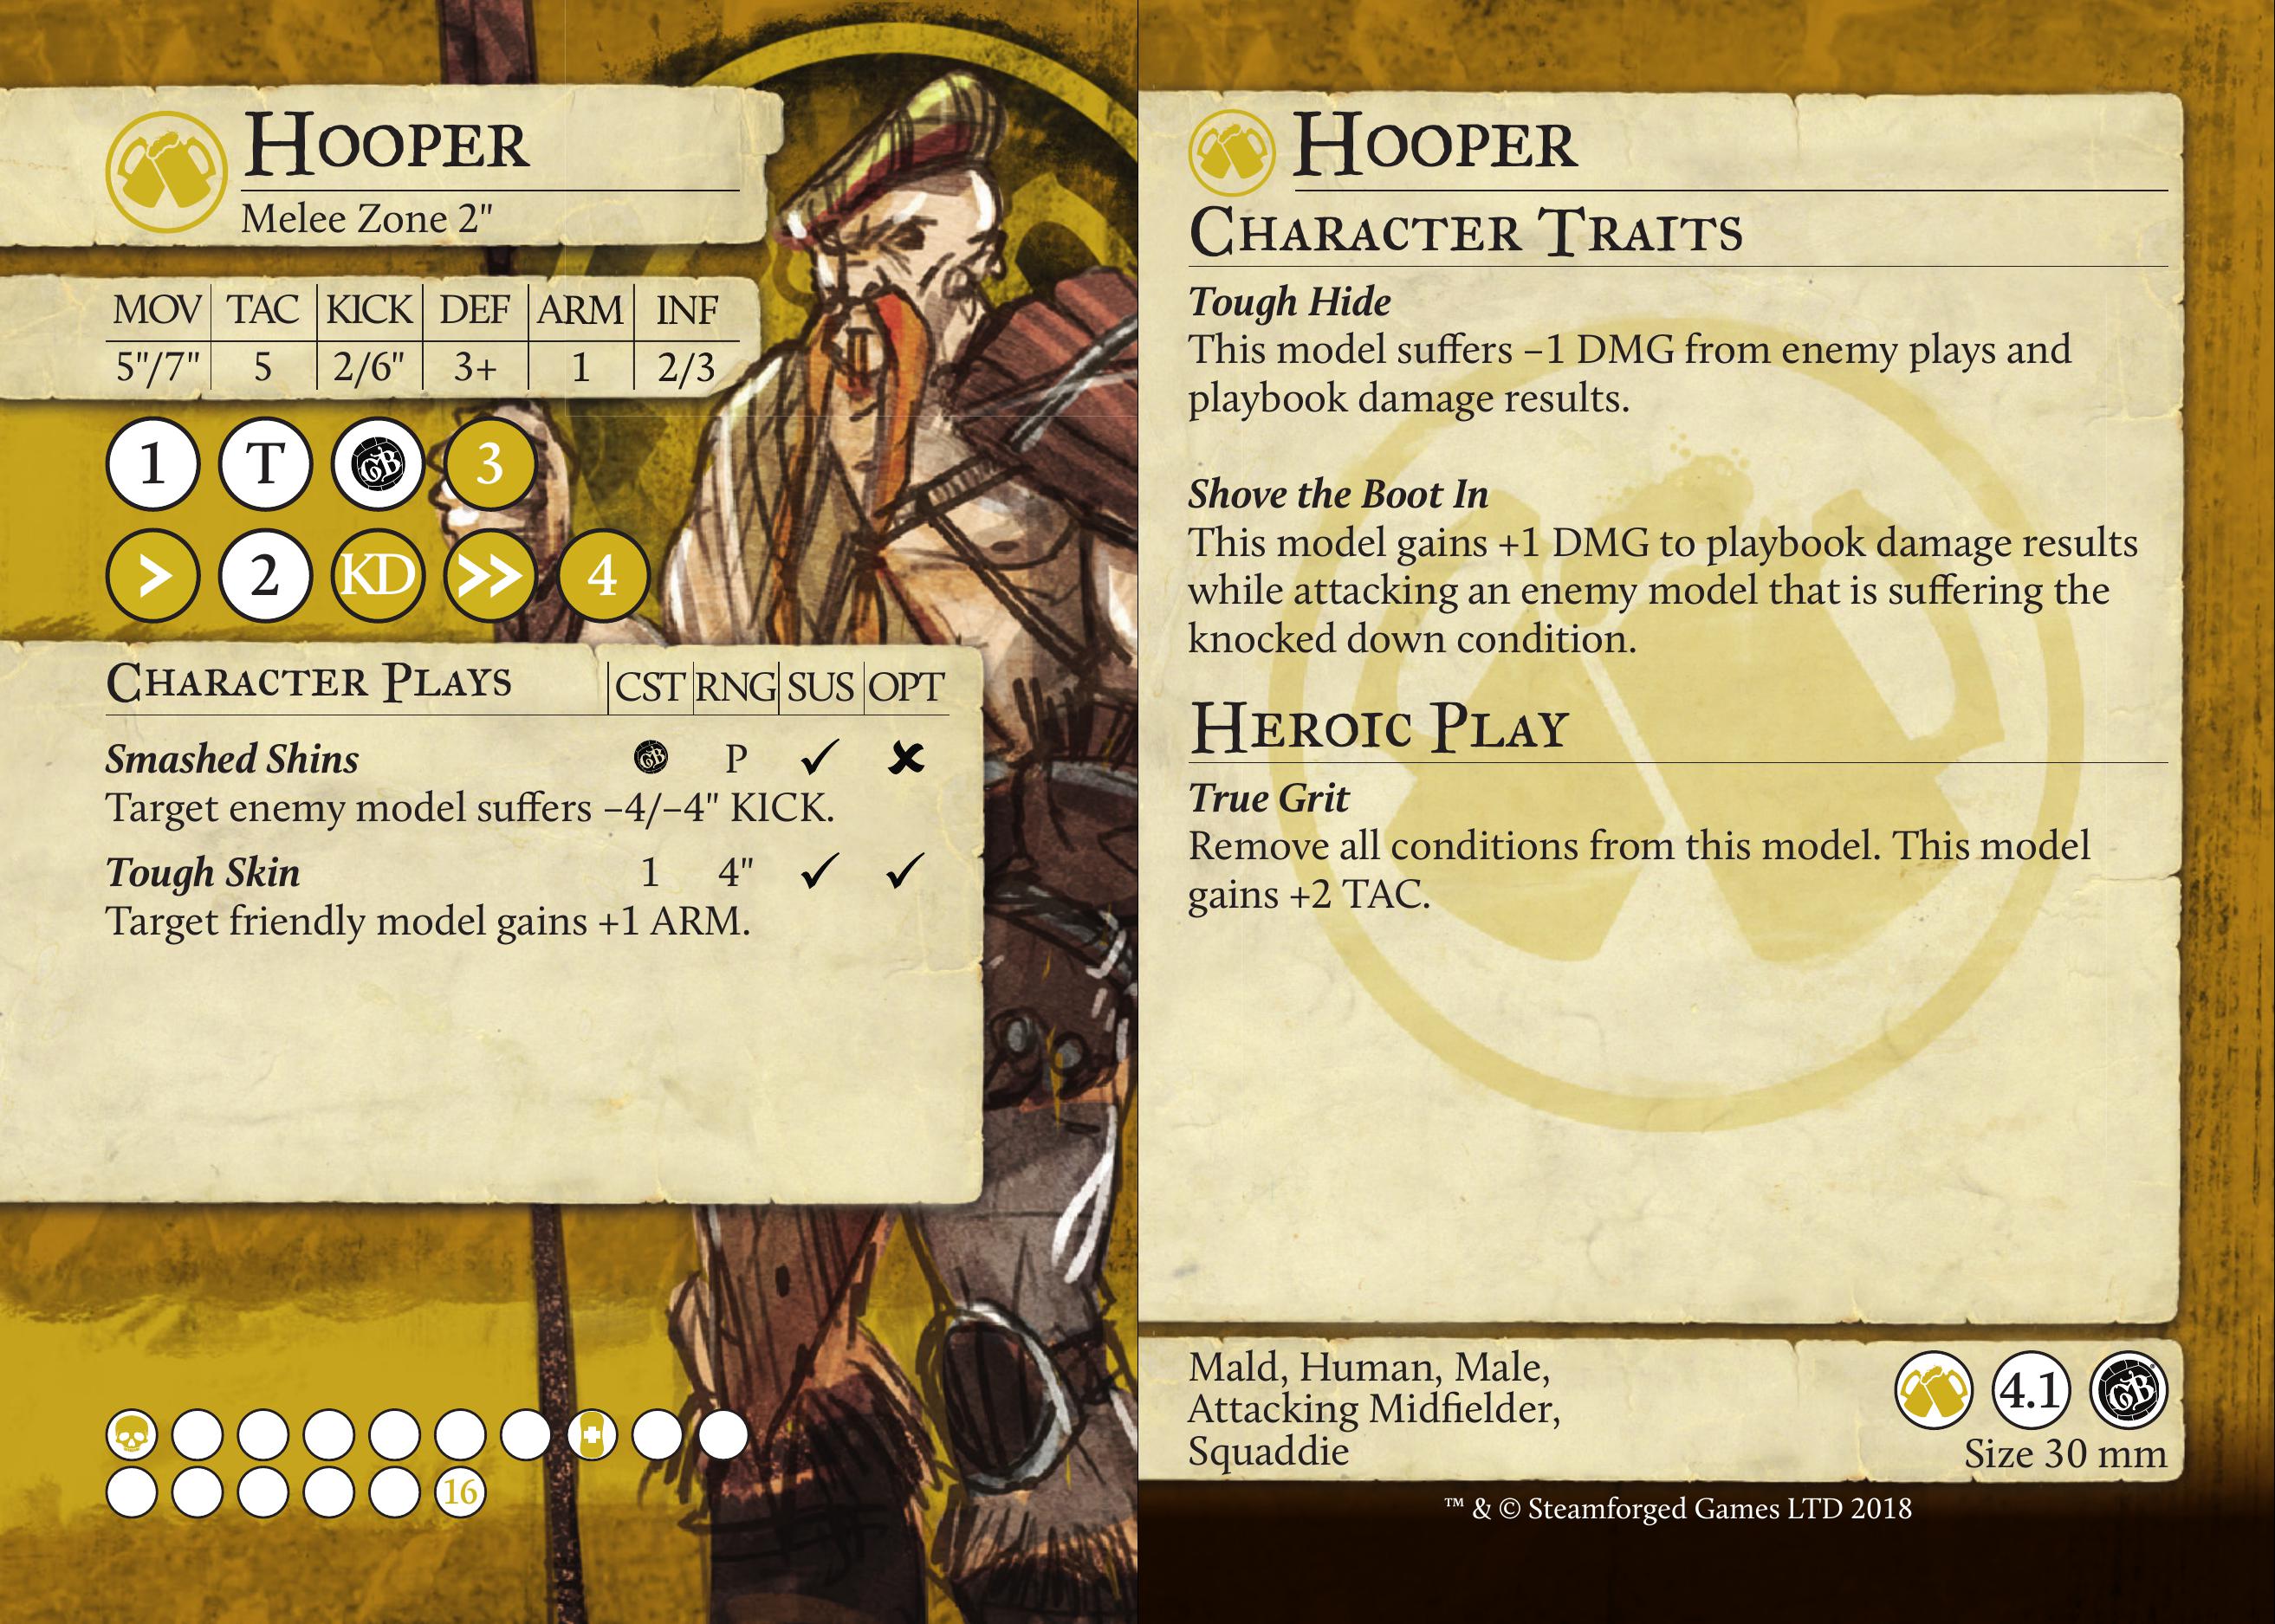 Hooper
Melee Zone 2"
MOV TAC KICK DEF ARM INF
5"/7" 5 2/6" 3+ 1 2/3
1 T GB 3
> 2 KD >> 4
Character Plays CST RNG SUS OPT
Smashed Shins GB P ✓ ✘
Target enemy model suffers –4/–4" KICK.
Tough Skin 1 4" ✓ ✓
Target friendly model gains +1 ARM.
16
Hooper
Character Traits
Tough Hide
This model suffers –1 DMG from enemy plays and
playbook damage results.
Shove the Boot In
This model gains +1 DMG to playbook damage results
while attacking an enemy model that is suffering the
knocked down condition.
Heroic Play
True Grit
Remove all conditions from this model. This model
gains +2 TAC.
Mald, Human, Male,
Attacking Midfielder,
Squaddie
4.1 GB
Size 30 mm
™ & © Steamforged Games LTD 2018